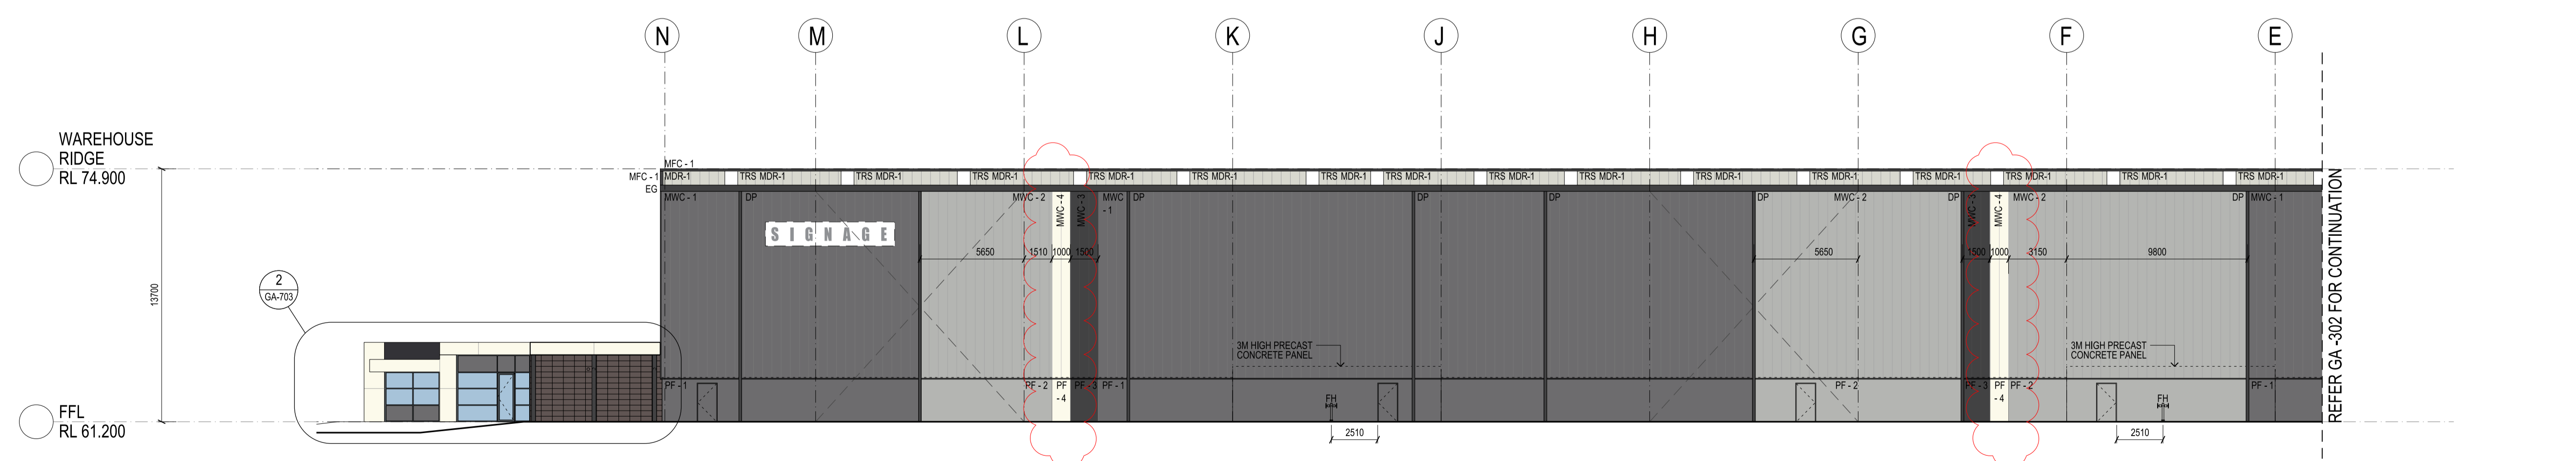 N M L K J H G F E
WAREHOUSE
RIDGE
RL 74.900
MFC - 1
MFC - 1 MDR-1 TRS MDR-1 TRS MDR-1 TRS MDR-1 TRS MDR-1 TRS MDR-1 TRS MDR-1 TRS MDR-1 TRS MDR-1 TRS MDR-1 TRS MDR-1 TRS MDR-1 TRS MDR-1 TRS MDR-1 TRS MDR-1 TRS MDR-1
EG
MWC - 1 DP MWC - 2 MWC - 4 MWC - 3 MWC DP DP DP DP MWC - 2 DP MWC - 3 MWC - 4 MWC - 2 DP MWC - 1
- 1
SIGNAGE
5650 1510 1000 1500 5650 1500 1000 3150 9800
13700
2
GA-703
3M HIGH PRECAST 3M HIGH PRECAST
CONCRETE PANEL CONCRETE PANEL
PF - 1 PF - 2 PF PF - 3 PF - 1 PF - 2 PF - 3 PF PF - 2 PF - 1
- 4 - 4
FH FH
FFL
RL 61.200
2510 2510
REFER GA -302 FOR CONTINUATION